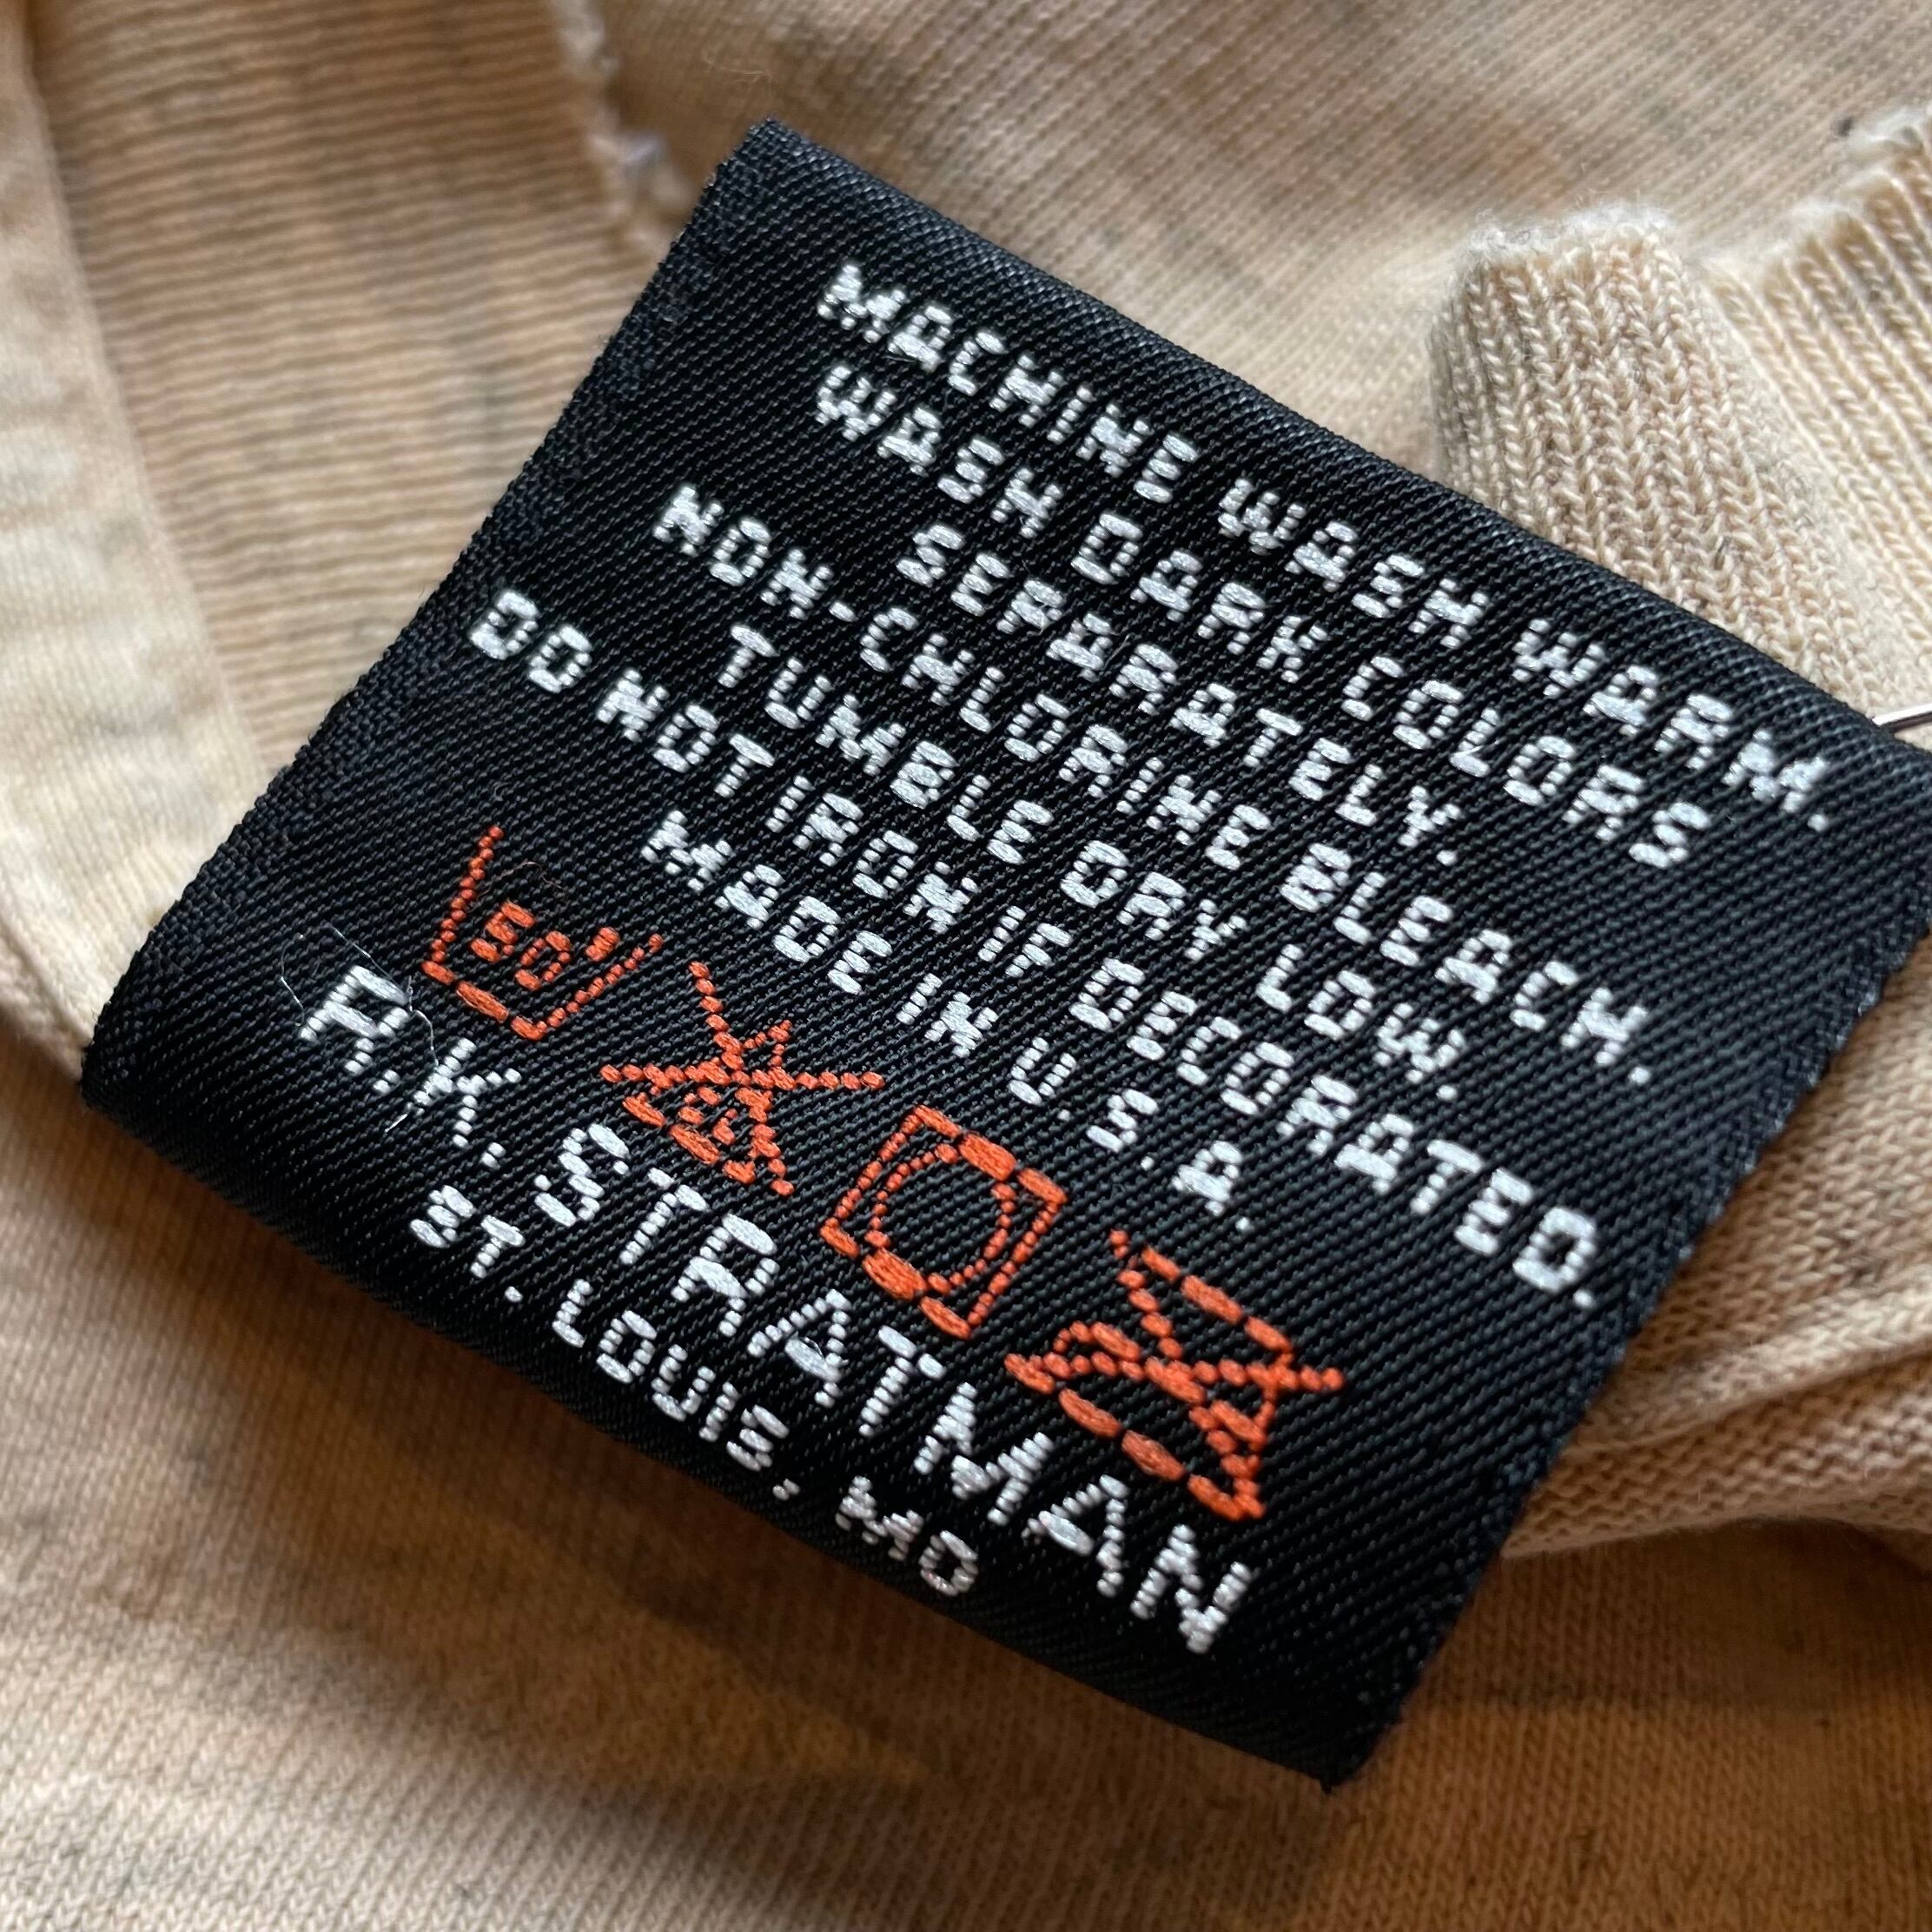 MACHINE WASH WARM.
WASH DARK COLORS
SEPARATELY.
NON-CHLORINE BLEACH.
TUMBLE DRY LOW.
DO NOT IRON IF DECORATED.
MADE IN U.S.A.
50°
R.K. STRATMAN
ST. LOUIS, MO